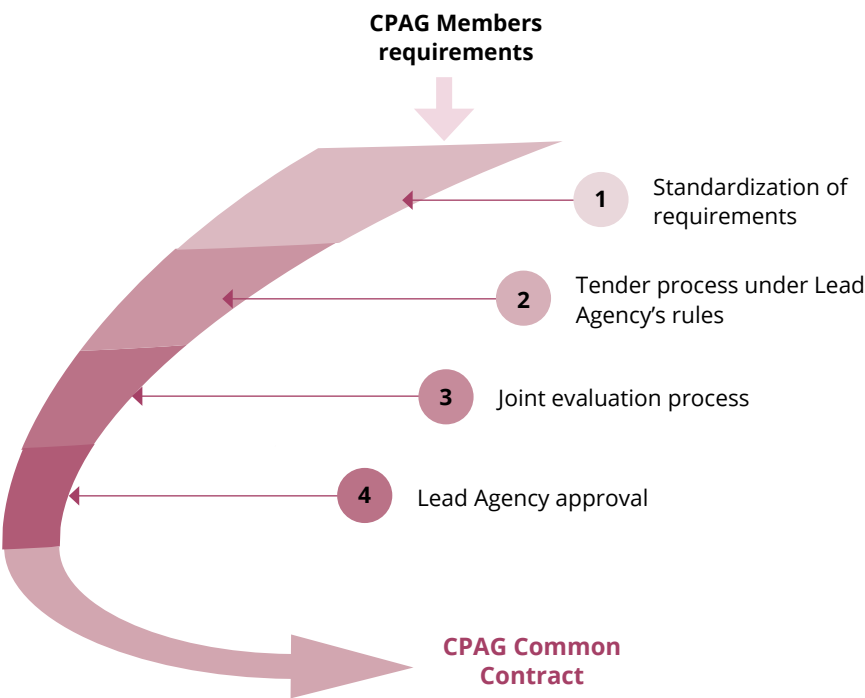 CPAG Members
requirements
1
Standardization of
requirements
2
Tender process under Lead
Agency’s rules
3
Joint evaluation process
4
Lead Agency approval
CPAG Common
Contract